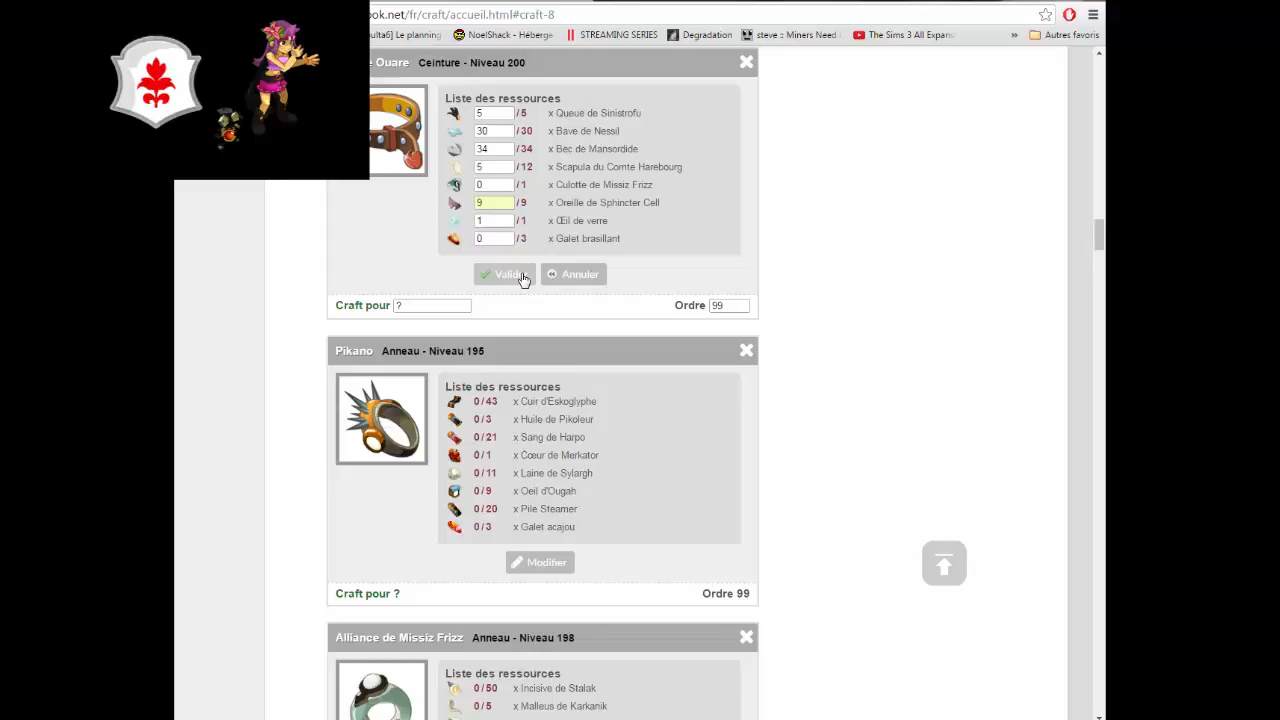 ook.net/fr/craft/accueil.html#craft-8
Le planning NoelShack - Héberge STREAMING SERIES Degradation steve :: Miners Need The Sims 3 All Expans » Autres favoris
Ouare Ceinture - Niveau 200
Liste des ressources
5 / 5 x Queue de Sinistrofu
30 / 30 x Bave de Nessil
34 / 34 x Bec de Mansordide
5 / 12 x Scapula du Comte Harebourg
0 / 1 x Culotte de Missiz Frizz
9 / 9 x Oreille de Sphincter Cell
1 / 1 x Œil de verre
0 / 3 x Galet brasillant
Annuler
Craft pour ? Ordre 99
Pikano Anneau - Niveau 195
Liste des ressources
0 / 43 x Cuir d'Eskoglyphe
0 / 3 x Huile de Pikoleur
0 / 21 x Sang de Harpo
0 / 1 x Cœur de Merkator
0 / 11 x Laine de Sylargh
0 / 9 x Oeil d'Ougah
0 / 20 x Pile Steamer
0 / 3 x Galet acajou
Modifier
Craft pour ? Ordre 99
Alliance de Missiz Frizz Anneau - Niveau 198
Liste des ressources
0 / 50 x Incisive de Stalak
0 / 5 x Malleus de Karkanik